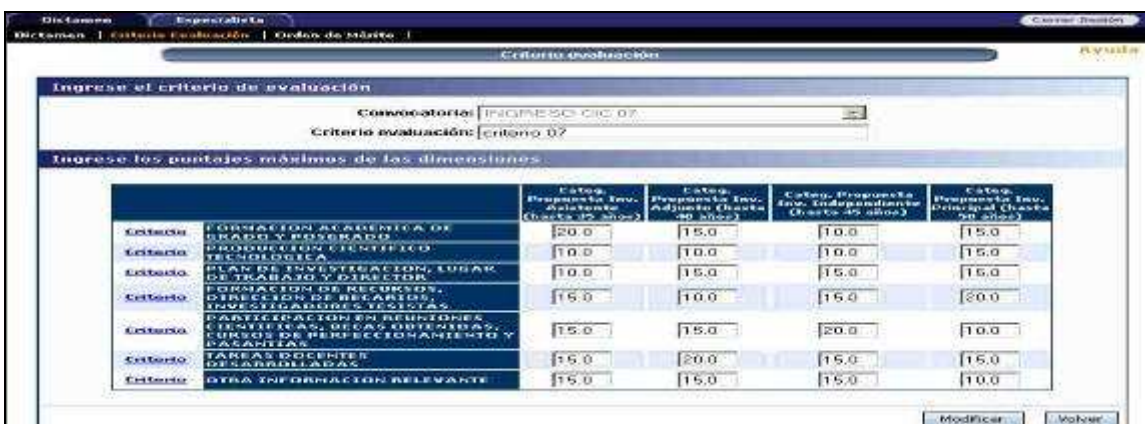 Dictamen Especialista Cerrar Sesión
Dictamen | Criterio Evaluación | Orden de Mérito |
Criterio evaluación
Ayuda
Ingrese el criterio de evaluación
Convocatoria: INGRESO CIC 07
Criterio evaluación: criterio 07
Ingrese los puntajes máximos de las dimensiones
Categ. Propuesta Inv. Asistente (hasta 35 años)
Categ. Propuesta Inv. Adjunto (hasta 40 años)
Categ. Propuesta Inv. Independiente (hasta 45 años)
Categ. Propuesta Inv. Principal (hasta 50 años)
Criterio FORMACION ACADEMICA DE GRADO Y POSGRADO 20.0 15.0 10.0 15.0
Criterio PRODUCCIÓN CIENTIFICO TECNOLOGICA 10.0 10.0 10.0 15.0
Criterio PLAN DE INVESTIGACION, LUGAR DE TRABAJO Y DIRECTOR 10.0 15.0 15.0 15.0
Criterio FORMACION DE RECURSOS, DIRECCION DE BECARIOS, INVESTIGADORES TESISTAS 15.0 10.0 15.0 20.0
Criterio PARTICIPACION EN REUNIONES CIENTIFICAS, BECAS OBTENIDAS, CURSOS DE PERFECCIONAMIENTO Y PASANTIAS 15.0 15.0 20.0 10.0
Criterio TAREAS DOCENTES DESARROLLADAS 15.0 20.0 15.0 15.0
Criterio OTRA INFORMACION RELEVANTE 15.0 15.0 15.0 10.0
Modificar Volver